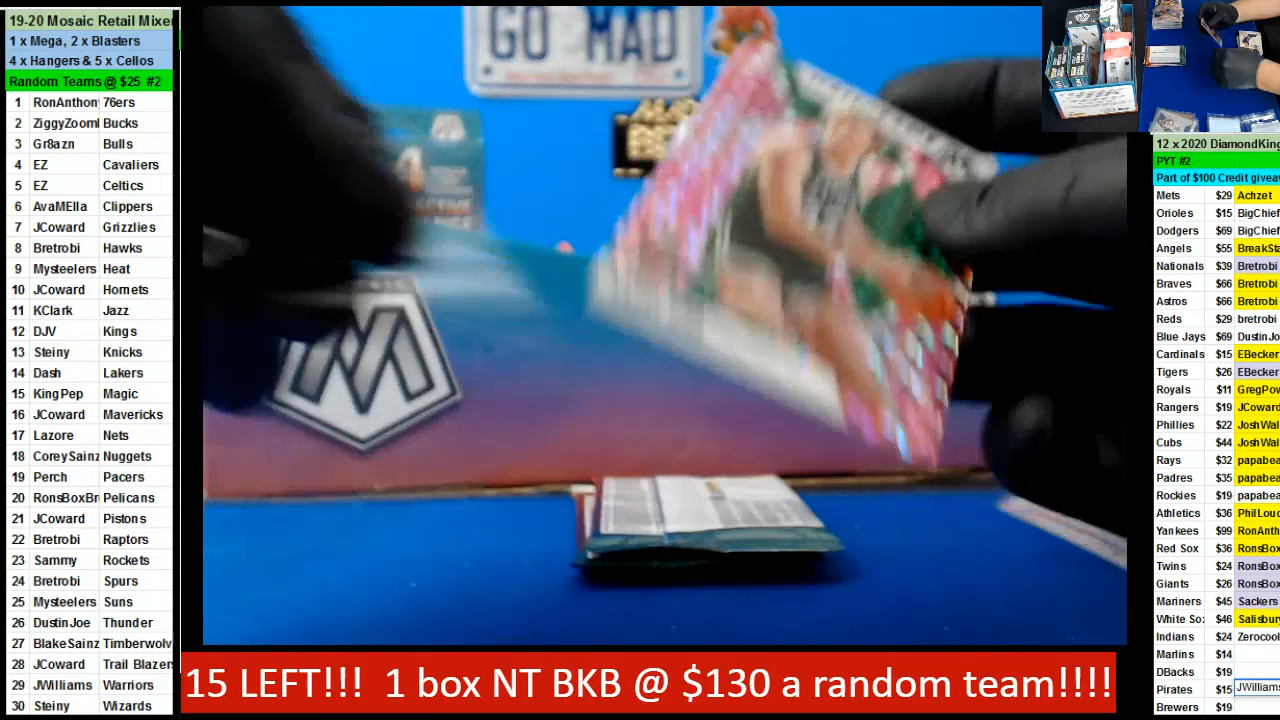 19-20 Mosaic Retail Mixer
1 x Mega, 2 x Blasters
4 x Hangers & 5 x Cellos
Random Teams @ $25 #2
1 RonAnthony 76ers
2 ZiggyZooml Bucks
3 Gr8azn Bulls
4 EZ Cavaliers
5 EZ Celtics
6 AvaMElla Clippers
7 JCoward Grizzlies
8 Bretrobi Hawks
9 Mysteelers Heat
10 JCoward Hornets
11 KClark Jazz
12 DJV Kings
13 Steiny Knicks
14 Dash Lakers
15 KingPep Magic
16 JCoward Mavericks
17 Lazore Nets
18 CoreySainz Nuggets
19 Perch Pacers
20 RonsBoxBr Pelicans
21 JCoward Pistons
22 Bretrobi Raptors
23 Sammy Rockets
24 Bretrobi Spurs
25 Mysteelers Suns
26 DustinJoe Thunder
27 BlakeSainz Timberwolv
28 JCoward Trail Blazers
29 JWilliams Warriors
30 Steiny Wizards
GO MAD
15 LEFT!!! 1 box NT BKB @ $130 a random team!!!!
12 x 2020 DiamondKing
PYT #2
Part of $100 Credit giveav
Mets $29 Achzet
Orioles $15 BigChief
Dodgers $69 BigChief
Angels $55 BreakSta
Nationals $39 Bretrobi
Braves $66 Bretrobi
Astros $66 Bretrobi
Reds $29 bretrobi
Blue Jays $69 DustinJo
Cardinals $15 EBecker
Tigers $26 EBecker
Royals $11 GregPov
Rangers $19 JCoward
Phillies $22 JoshWal
Cubs $44 JoshWal
Rays $32 papabea
Padres $35 papabea
Rockies $19 papabea
Athletics $36 PhilLouc
Yankees $99 RonAnth
Red Sox $36 RonsBox
Twins $24 RonsBox
Giants $26 RonsBox
Mariners $45 Sackers
White Sox $46 Salisbury
Indians $24 Zerocool
Marlins $14
DBacks $19
Pirates $15 JWilliams
Brewers $19